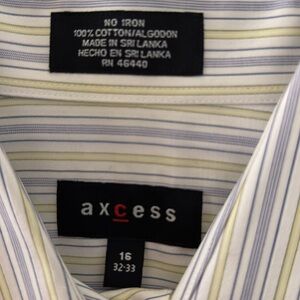 NO IRON
100% COTTON/ALGODON
MADE IN SRI LANKA
HECHO EN SRI LANKA
RN 46440
axcess
16
32-33